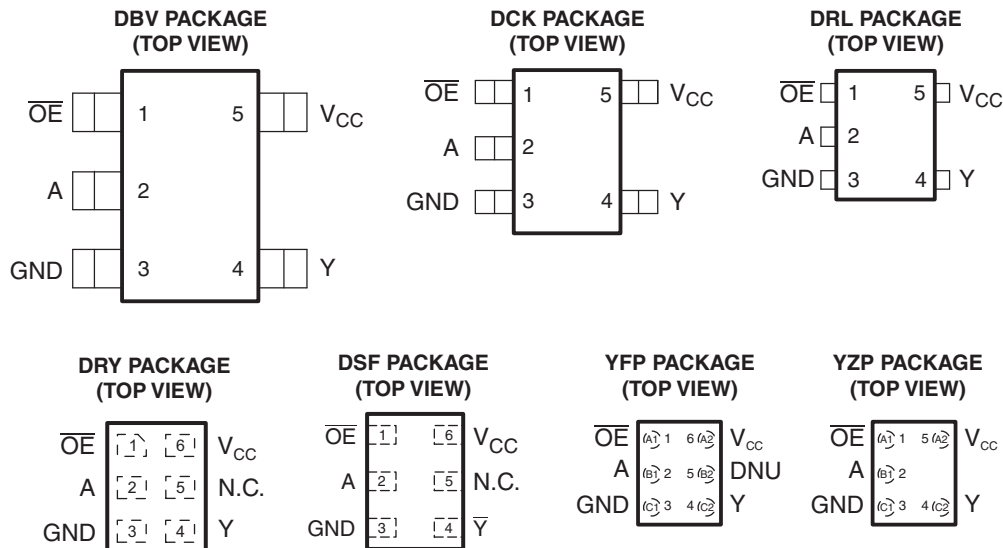 DBV PACKAGE
(TOP VIEW)
OE 1 5 VCC
A 2
GND 3 4 Y
DCK PACKAGE
(TOP VIEW)
OE 1 5 VCC
A 2
GND 3 4 Y
DRL PACKAGE
(TOP VIEW)
OE 1 5 VCC
A 2
GND 3 4 Y
DRY PACKAGE
(TOP VIEW)
OE 1 6 VCC
A 2 5 N.C.
GND 3 4 Y
DSF PACKAGE
(TOP VIEW)
OE 1 6 VCC
A 2 5 N.C.
GND 3 4 Y
YFP PACKAGE
(TOP VIEW)
OE A1 1 6 A2 VCC
A B1 2 5 B2 DNU
GND C1 3 4 C2 Y
YZP PACKAGE
(TOP VIEW)
OE A1 1 5 A2 VCC
A B1 2
GND C1 3 4 C2 Y